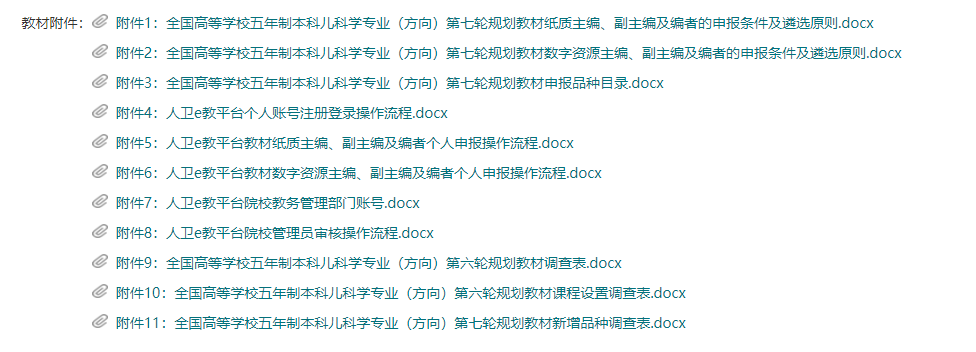 教材附件：附件1：全国高等学校五年制本科儿科学专业（方向）第七轮规划教材纸质主编、副主编及编者的申报条件及遴选原则.docx
附件2：全国高等学校五年制本科儿科学专业（方向）第七轮规划教材数字资源主编、副主编及编者的申报条件及遴选原则.docx
附件3：全国高等学校五年制本科儿科学专业（方向）第七轮规划教材申报品种目录.docx
附件4：人卫e教平台个人账号注册登录操作流程.docx
附件5：人卫e教平台教材纸质主编、副主编及编者个人申报操作流程.docx
附件6：人卫e教平台教材数字资源主编、副主编及编者个人申报操作流程.docx
附件7：人卫e教平台院校教务管理部门账号.docx
附件8：人卫e教平台院校管理员审核操作流程.docx
附件9：全国高等学校五年制本科儿科学专业（方向）第六轮规划教材调查表.docx
附件10：全国高等学校五年制本科儿科学专业（方向）第六轮规划教材课程设置调查表.docx
附件11：全国高等学校五年制本科儿科学专业（方向）第七轮规划教材新增品种调查表.docx